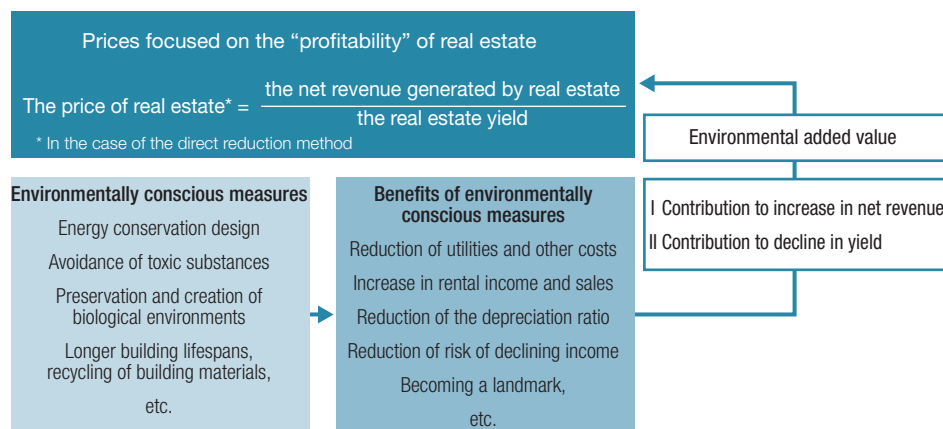 Prices focused on the “profitability” of real estate
The price of real estate* =
the net revenue generated by real estate
the real estate yield
* In the case of the direct reduction method
Environmental added value
I Contribution to increase in net revenue
II Contribution to decline in yield
Environmentally conscious measures
Energy conservation design
Avoidance of toxic substances
Preservation and creation of
biological environments
Longer building lifespans,
recycling of building materials,
etc.
Benefits of environmentally
conscious measures
Reduction of utilities and other costs
Increase in rental income and sales
Reduction of the depreciation ratio
Reduction of risk of declining income
Becoming a landmark,
etc.